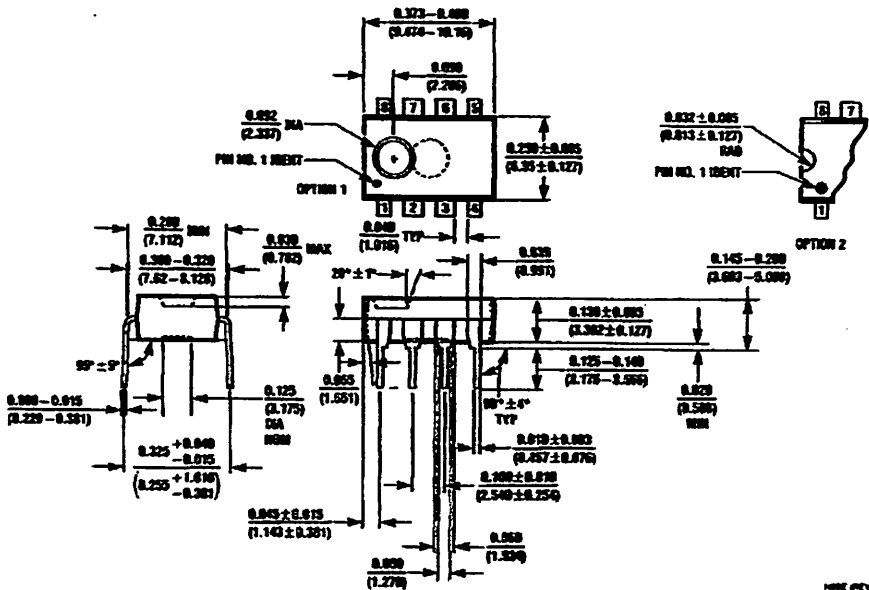 0.373–0.400
(9.474–10.16)
0.090
(2.286)
8 7 6 5
0.092
(2.337) DIA
PIN NO. 1 IDENT
OPTION 1
0.250±0.005
(6.35±0.127)
1 2 3 4
0.032±0.005
(0.813±0.127)
RAD
PIN NO. 1 IDENT
8 7
1
OPTION 2
0.280
(7.112) MIN
0.300–0.320
(7.62–8.128)
0.030
(0.762) MAX
0.040
(1.016) TYP
0.039
(0.991)
20°±1°
0.145–0.200
(3.683–5.080)
0.130±0.005
(3.302±0.127)
0.125–0.140
(3.175–3.556)
0.020
(0.508)
MIN
95°±5°
0.065
(1.651)
90°±4°
TYP
0.125
(3.175)
DIA
NOM
(0.229–0.381)
0.018±0.003
(0.457±0.076)
0.325 +0.040 −0.015
+1.016 −0.381
0.100±0.010
(2.540±0.254)
0.045±0.015
(1.143±0.381)
0.060
0.050
(1.270)